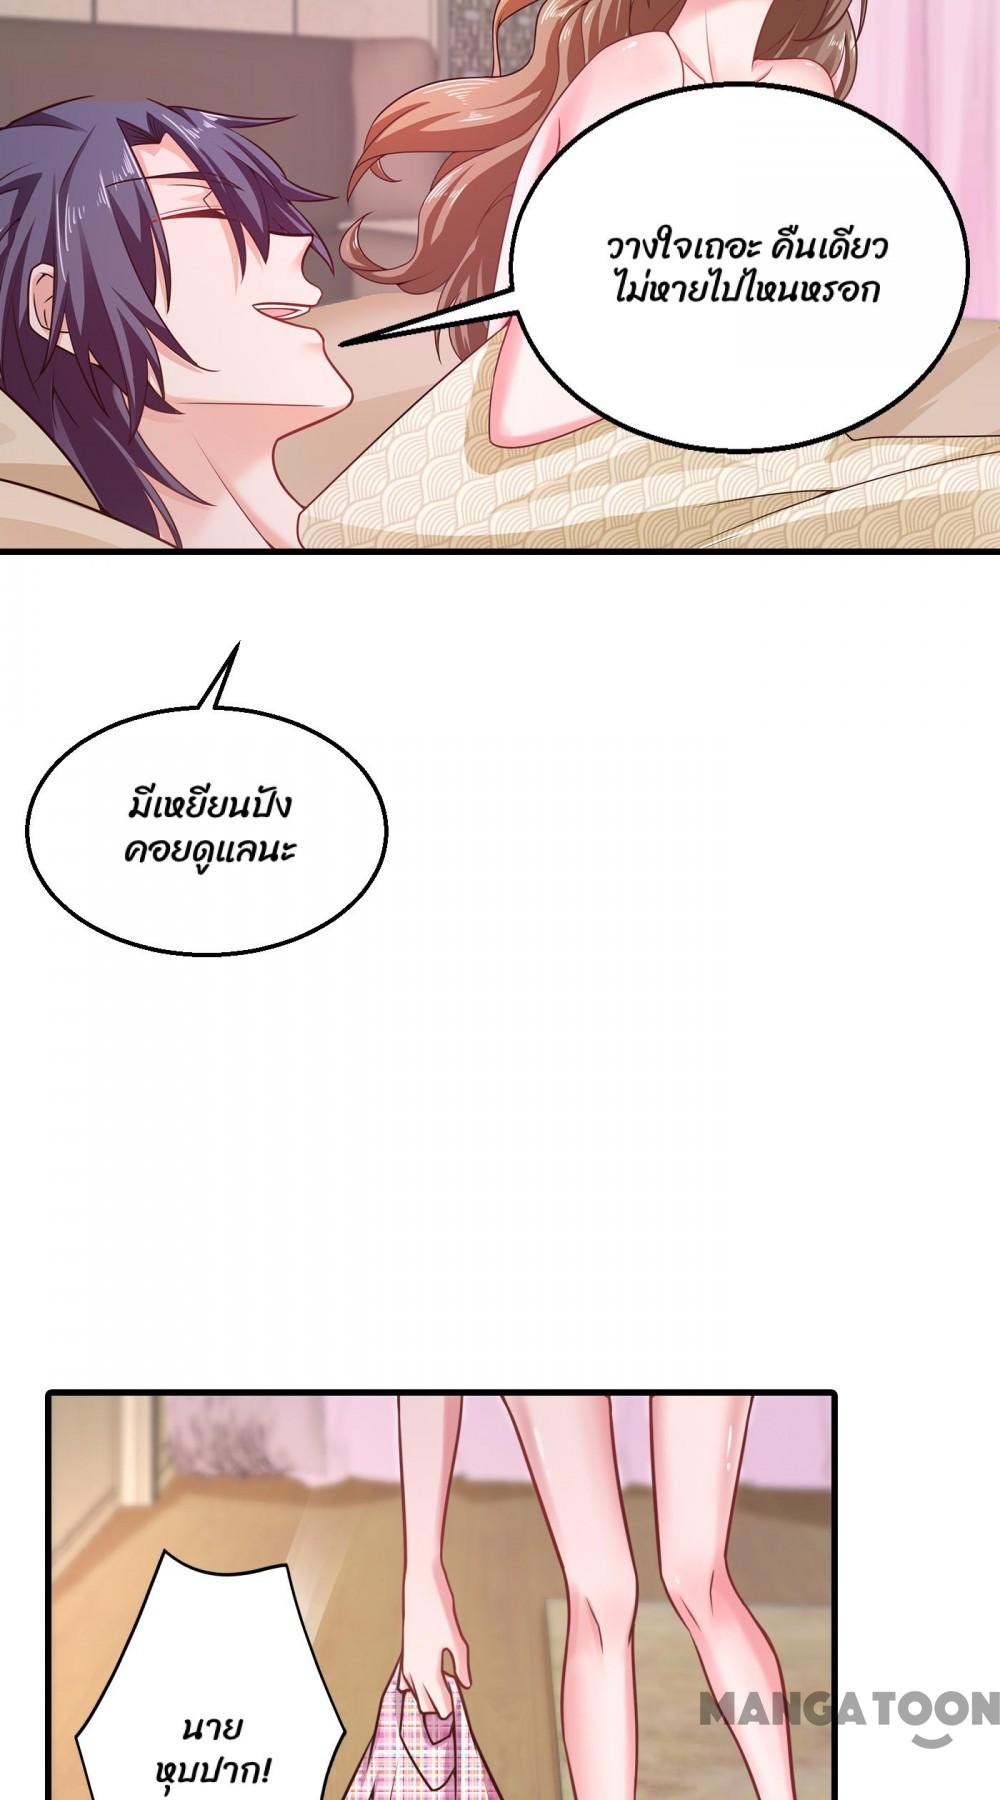 วางใจเถอะ คืนเดียว
ไม่หายไปไหนหรอก
มีเหยียนปัง
คอยดูแลนะ
นาย
หุบปาก!
MANGATOON